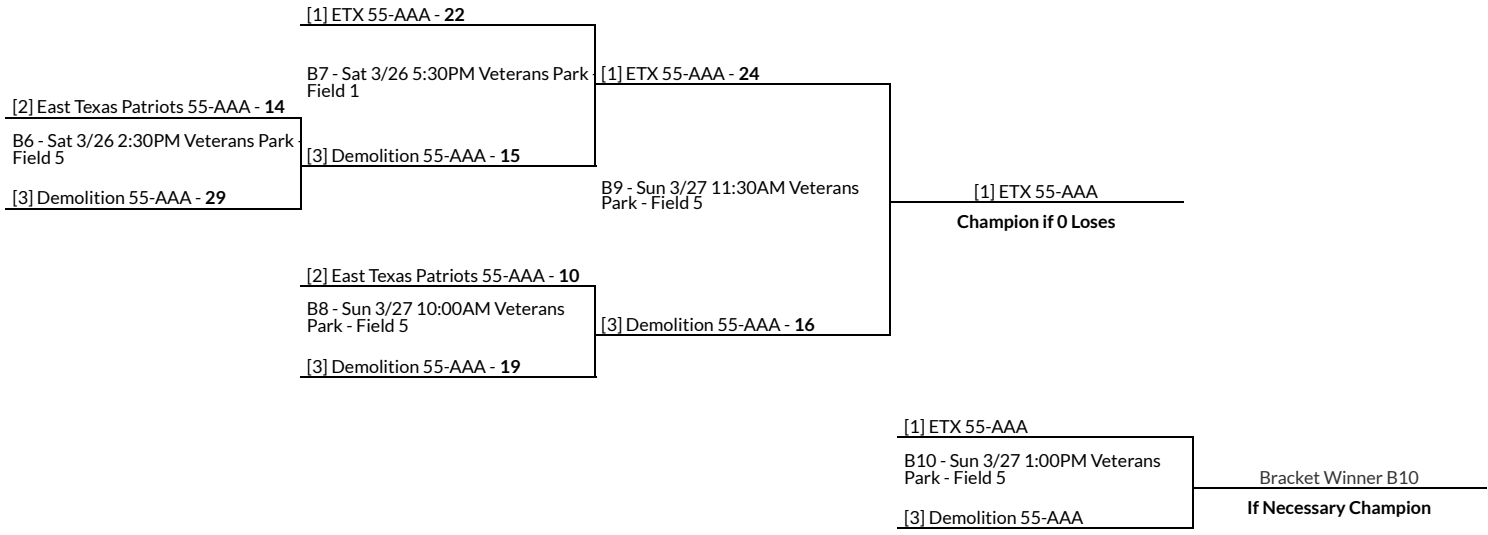 [1] ETX 55-AAA - 22
B7 - Sat 3/26 5:30PM Veterans Park -
Field 1
[1] ETX 55-AAA - 24
[2] East Texas Patriots 55-AAA - 14
B6 - Sat 3/26 2:30PM Veterans Park -
Field 5
[3] Demolition 55-AAA - 15
[3] Demolition 55-AAA - 29
B9 - Sun 3/27 11:30AM Veterans
Park - Field 5
[1] ETX 55-AAA
Champion if 0 Loses
[2] East Texas Patriots 55-AAA - 10
B8 - Sun 3/27 10:00AM Veterans
Park - Field 5
[3] Demolition 55-AAA - 16
[3] Demolition 55-AAA - 19
[1] ETX 55-AAA
B10 - Sun 3/27 1:00PM Veterans
Park - Field 5
Bracket Winner B10
If Necessary Champion
[3] Demolition 55-AAA